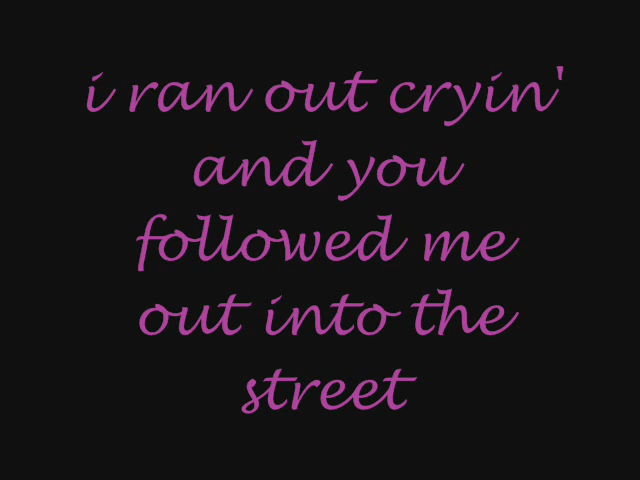 i ran out cryin'
and you
followed me
out into the
street